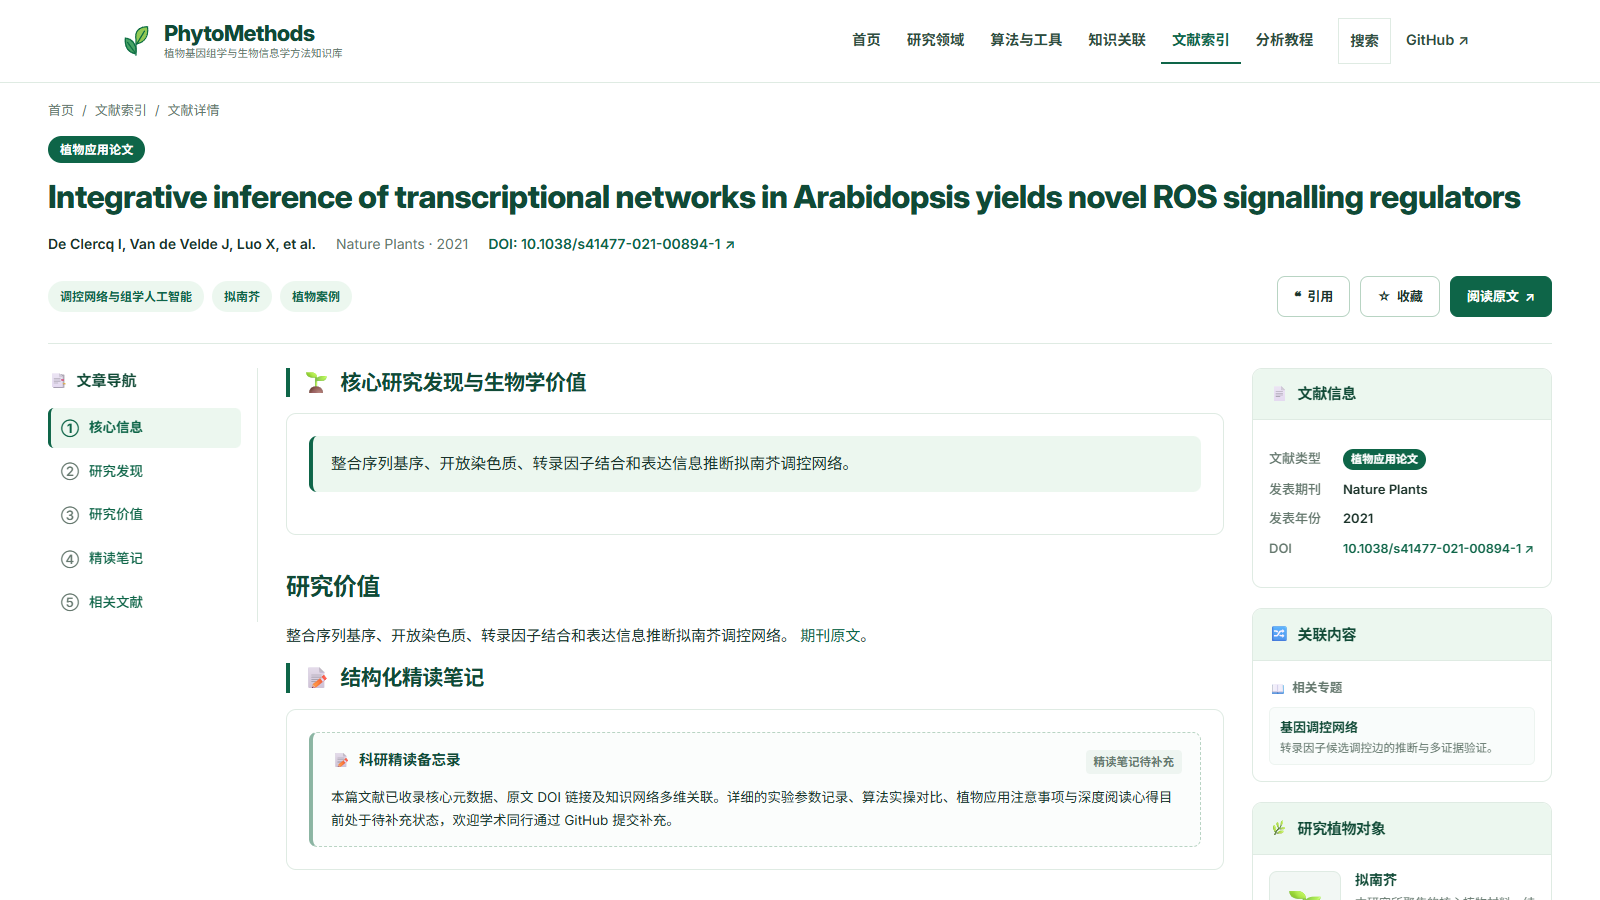 PhytoMethods
植物基因组学与生物信息学方法知识库
首页 研究领域 算法与工具 知识关联 文献索引 分析教程 搜索 GitHub ↗
首页 / 文献索引 / 文献详情
植物应用论文
Integrative inference of transcriptional networks in Arabidopsis yields novel ROS signalling regulators
De Clercq I, Van de Velde J, Luo X, et al. Nature Plants · 2021 DOI: 10.1038/s41477-021-00894-1 ↗
调控网络与组学人工智能 拟南芥 植物案例
❝ 引用 ☆ 收藏 阅读原文 ↗
文章导航
① 核心信息
② 研究发现
③ 研究价值
④ 精读笔记
⑤ 相关文献
核心研究发现与生物学价值
整合序列基序、开放染色质、转录因子结合和表达信息推断拟南芥调控网络。
研究价值
整合序列基序、开放染色质、转录因子结合和表达信息推断拟南芥调控网络。 期刊原文。
结构化精读笔记
科研精读备忘录
精读笔记待补充
本篇文献已收录核心元数据、原文 DOI 链接及知识网络多维关联。详细的实验参数记录、算法实操对比、植物应用注意事项与深度阅读心得目
前处于待补充状态，欢迎学术同行通过 GitHub 提交补充。
文献信息
文献类型 植物应用论文
发表期刊 Nature Plants
发表年份 2021
DOI 10.1038/s41477-021-00894-1 ↗
关联内容
相关专题
基因调控网络
转录因子候选调控边的推断与多证据验证。
研究植物对象
拟南芥